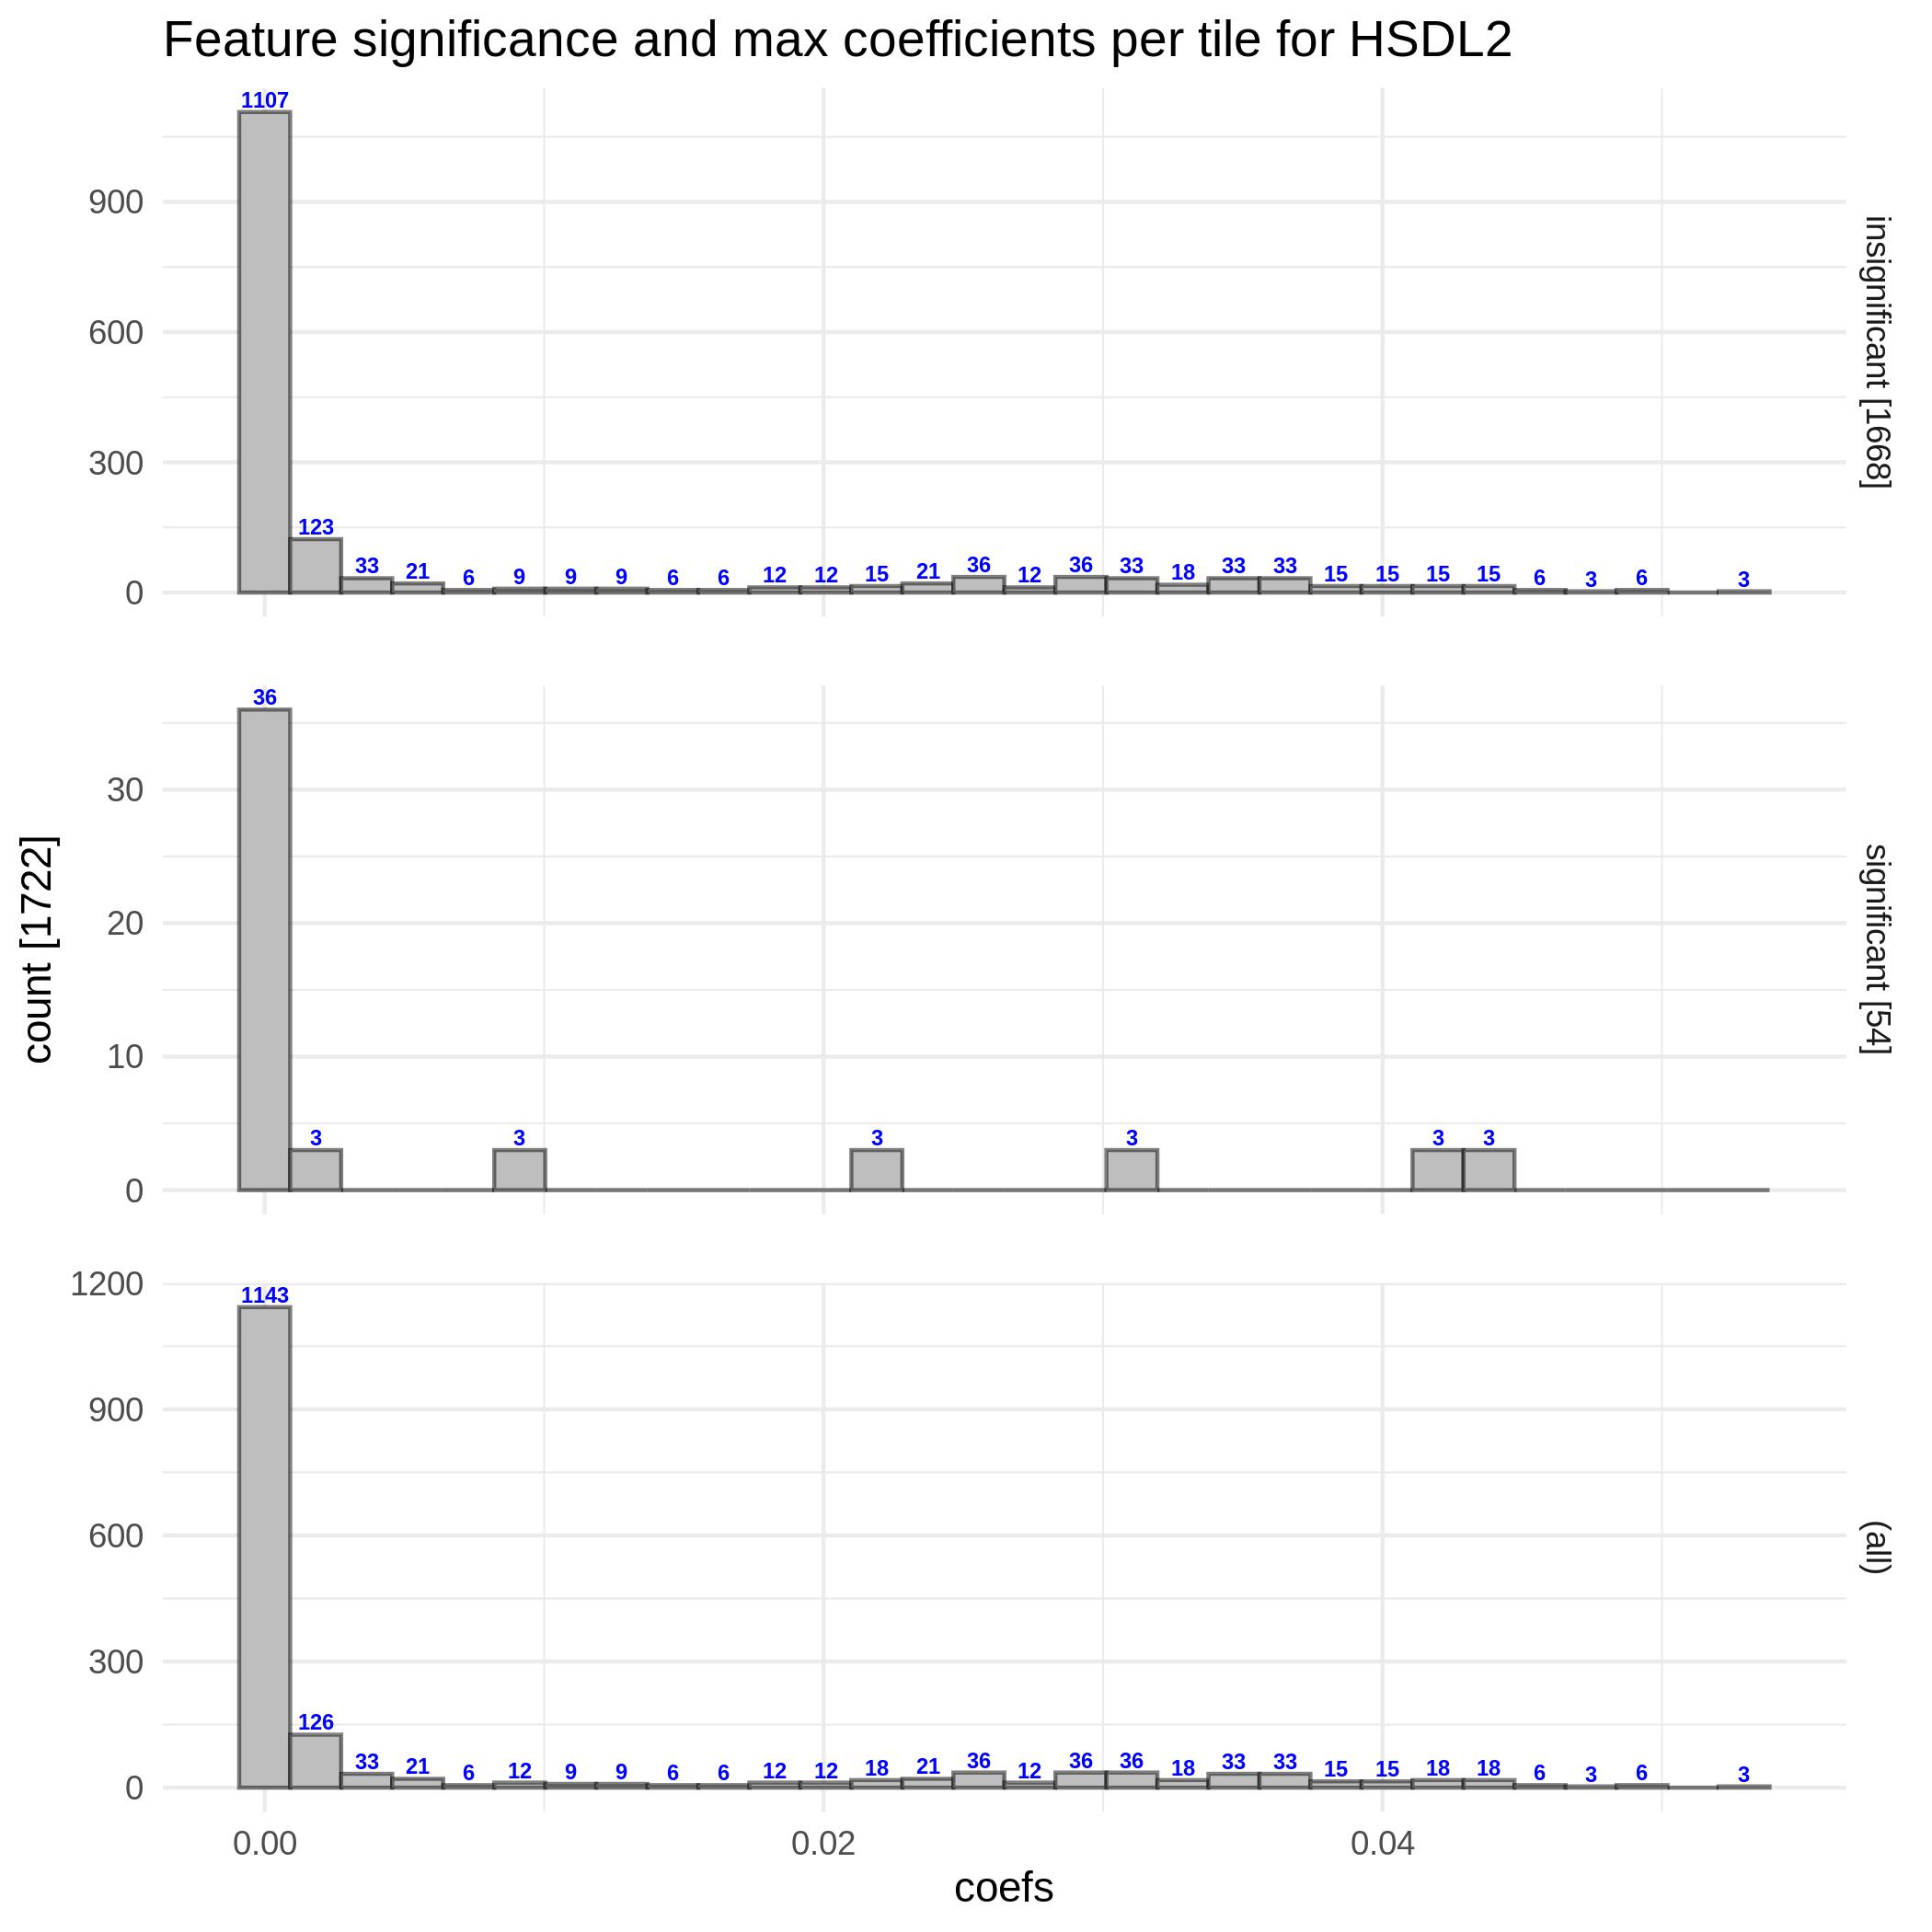 Feature significance and max coefficients per tile for HSDL2
1107
900
600
300
0
123 33 21 6 9 9 9 6 6 12 12 15 21 36 12 36 33 18 33 33 15 15 15 15 6 3 6 3
insignificant [1668]
36
30
20
10
0
3 3 3 3 3 3
significant [54]
count [1722]
1200
1143
900
600
300
0
126 33 21 6 12 9 9 6 6 12 12 18 21 36 12 36 36 18 33 33 15 15 18 18 6 3 6 3
(all)
0.00 0.02 0.04
coefs